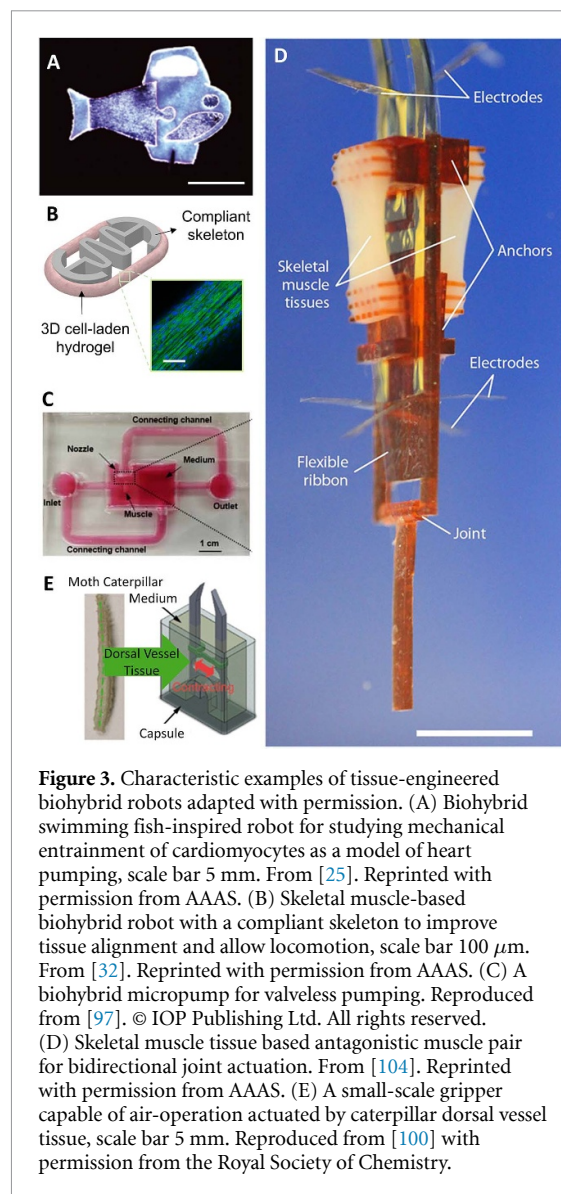 A
B
Compliant
skeleton
3D cell-laden
hydrogel
C
Connecting channel
Nozzle
Medium
Inlet
Muscle
Outlet
Connecting channel
1 cm
E
Moth Caterpillar
Medium
Dorsal Vessel
Tissue
Contracting
Capsule
D
Electrodes
Anchors
Skeletal
muscle
tissues
Electrodes
Flexible
ribbon
Joint
Figure 3. Characteristic examples of tissue-engineered
biohybrid robots adapted with permission. (A) Biohybrid
swimming fish-inspired robot for studying mechanical
entrainment of cardiomyocytes as a model of heart
pumping, scale bar 5 mm. From [25]. Reprinted with
permission from AAAS. (B) Skeletal muscle-based
biohybrid robot with a compliant skeleton to improve
tissue alignment and allow locomotion, scale bar 100 μm.
From [32]. Reprinted with permission from AAAS. (C) A
biohybrid micropump for valveless pumping. Reproduced
from [97]. © IOP Publishing Ltd. All rights reserved.
(D) Skeletal muscle tissue based antagonistic muscle pair
for bidirectional joint actuation. From [104]. Reprinted
with permission from AAAS. (E) A small-scale gripper
capable of air-operation actuated by caterpillar dorsal vessel
tissue, scale bar 5 mm. Reproduced from [100] with
permission from the Royal Society of Chemistry.